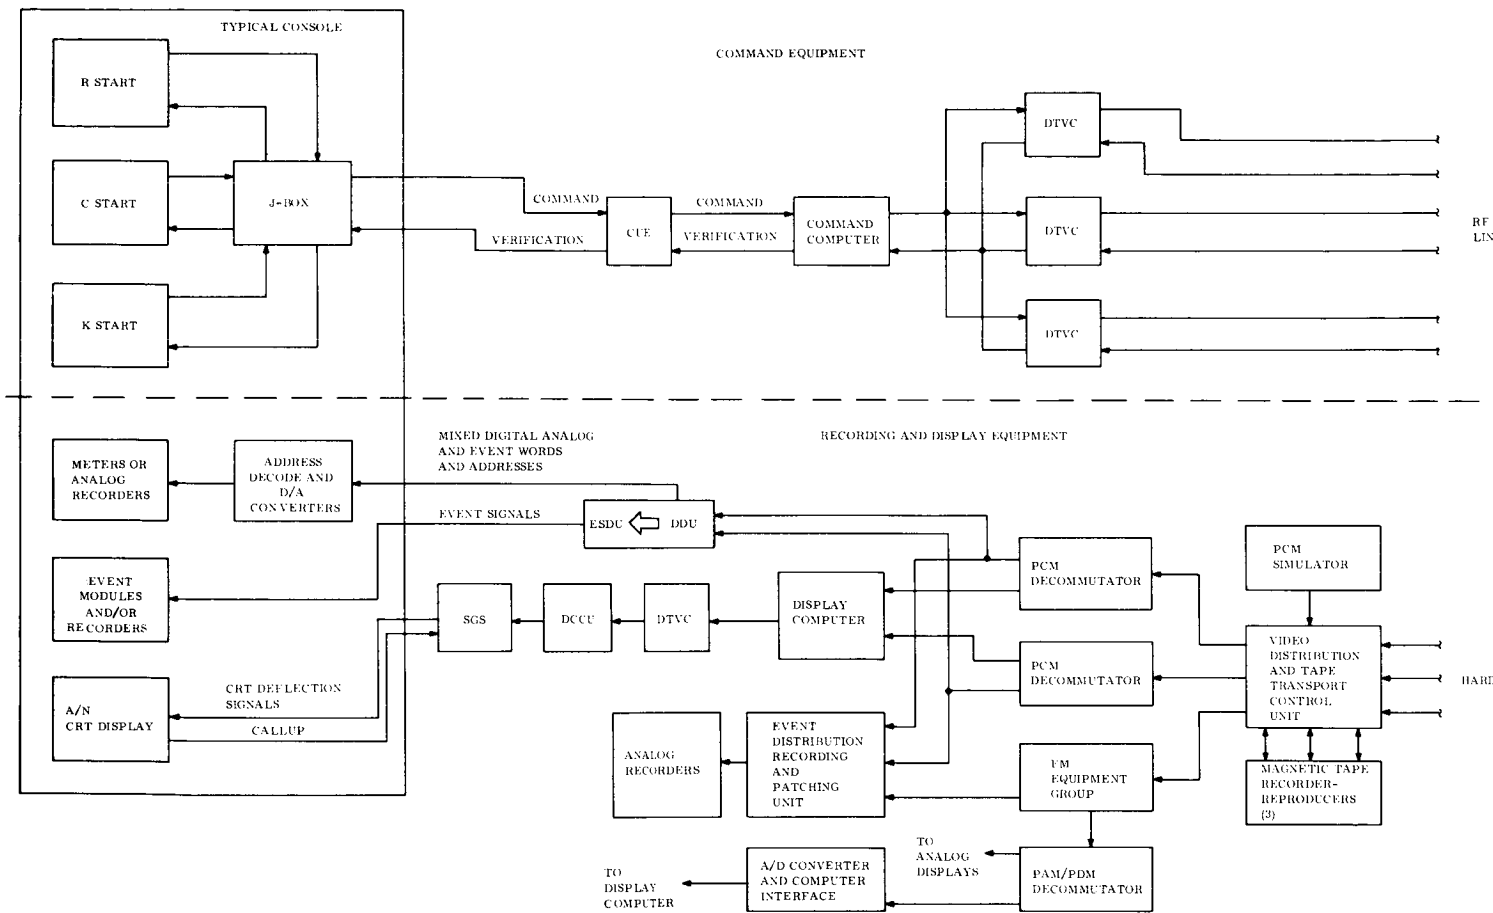 TYPICAL CONSOLE
COMMAND EQUIPMENT
R START
C START
K START
J-BOX
COMMAND
VERIFICATION
CUE
COMMAND
VERIFICATION
COMMAND
COMPUTER
DTVC
DTVC
DTVC
RF
LIN
MIXED DIGITAL ANALOG
AND EVENT WORDS
AND ADDRESSES
RECORDING AND DISPLAY EQUIPMENT
METERS OR
ANALOG
RECORDERS
ADDRESS
DECODE AND
D/A
CONVERTERS
EVENT SIGNALS
ESDU
DDU
EVENT
MODULES
AND/OR
RECORDERS
SGS
DCCU
DTVC
DISPLAY
COMPUTER
PCM
DECOMMUTATOR
PCM
SIMULATOR
PCM
DECOMMUTATOR
VIDEO
DISTRIBUTION
AND TAPE
TRANSPORT
CONTROL
UNIT
HARD
A/N
CRT DISPLAY
CRT DEFLECTION
SIGNALS
CALLUP
ANALOG
RECORDERS
EVENT
DISTRIBUTION
RECORDING
AND
PATCHING
UNIT
FM
EQUIPMENT
GROUP
MAGNETIC TAPE
RECORDER-
REPRODUCERS
(3)
TO
DISPLAY
COMPUTER
A/D CONVERTER
AND COMPUTER
INTERFACE
TO
ANALOG
DISPLAYS
PAM/PDM
DECOMMUTATOR